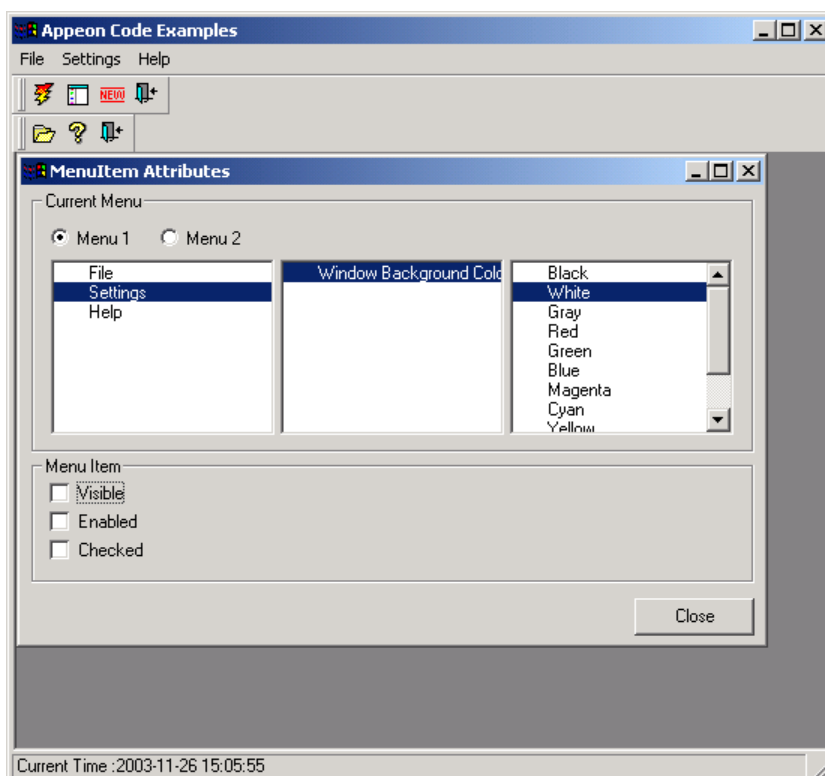 Appeon Code Examples
File Settings Help
NEW
MenuItem Attributes
Current Menu
Menu 1 Menu 2
File
Settings
Help
Window Background Colo
Black
White
Gray
Red
Green
Blue
Magenta
Cyan
Yellow
Menu Item
Visible
Enabled
Checked
Close
Current Time :2003-11-26 15:05:55